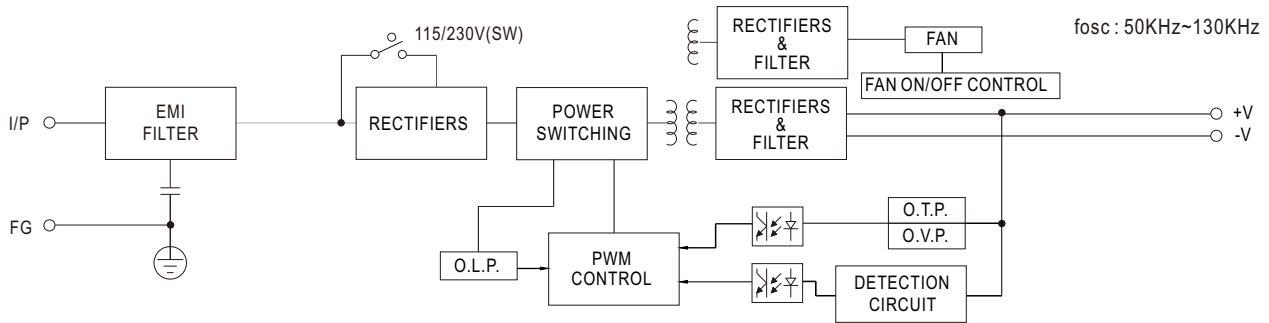 115/230V(SW)
RECTIFIERS
&
FILTER
FAN
fosc : 50KHz~130KHz
FAN ON/OFF CONTROL
I/P
EMI
FILTER
RECTIFIERS
POWER
SWITCHING
RECTIFIERS
&
FILTER
+V
-V
FG
O.L.P.
PWM
CONTROL
O.T.P.
O.V.P.
DETECTION
CIRCUIT